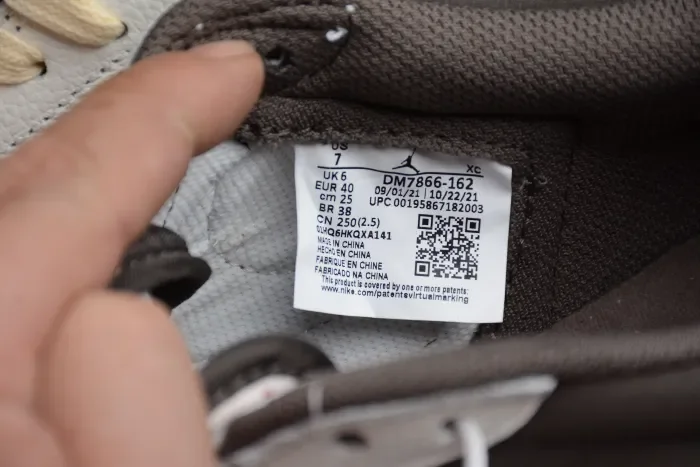 US
7
XC
UK 6
EUR 40
cm 25
BR 38
CN 250(2.5)
DM7866-162
09/01/21 | 10/22/21
UPC 00195867182003
MADE IN CHINA
HECHO EN CHINA
FABRIQUE EN CHINE
FABRICADO NA CHINA
This product is covered by one or more patents:
www.nike.com/patentsvirtualmarking